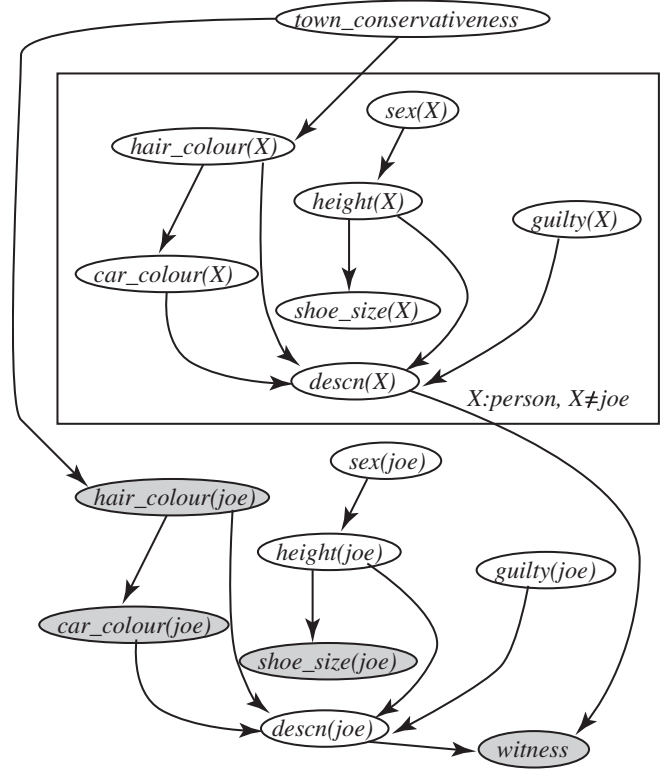 town_conservativeness
sex(X)
hair_colour(X)
height(X)
guilty(X)
car_colour(X)
shoe_size(X)
descn(X)
X:person, X≠joe
sex(joe)
hair_colour(joe)
height(joe)
guilty(joe)
car_colour(joe)
shoe_size(joe)
descn(joe)
witness